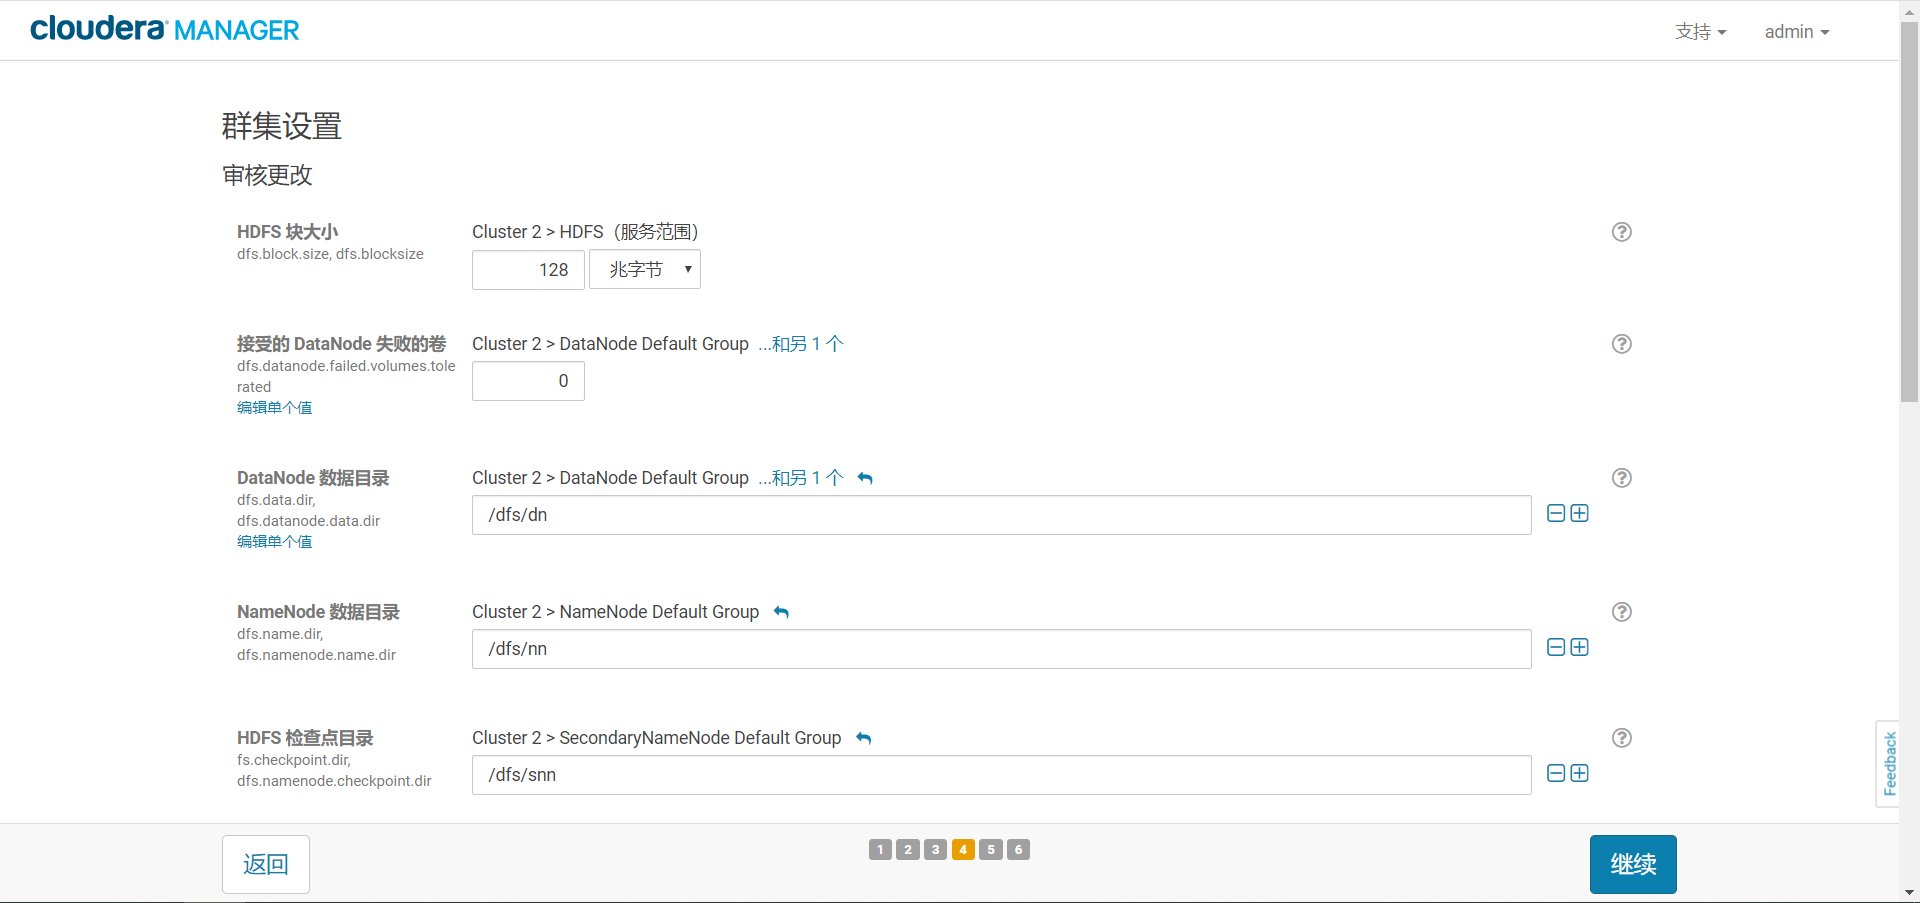 cloudera MANAGER
支持
admin
群集设置
审核更改
HDFS 块大小
dfs.block.size, dfs.blocksize
Cluster 2 > HDFS（服务范围）
128
兆字节
接受的 DataNode 失败的卷
dfs.datanode.failed.volumes.tole
rated
编辑单个值
Cluster 2 > DataNode Default Group ...和另 1 个
0
DataNode 数据目录
dfs.data.dir,
dfs.datanode.data.dir
编辑单个值
Cluster 2 > DataNode Default Group ...和另 1 个
/dfs/dn
NameNode 数据目录
dfs.name.dir,
dfs.namenode.name.dir
Cluster 2 > NameNode Default Group
/dfs/nn
HDFS 检查点目录
fs.checkpoint.dir,
dfs.namenode.checkpoint.dir
Cluster 2 > SecondaryNameNode Default Group
/dfs/snn
Feedback
返回
1 2 3 4 5 6
继续